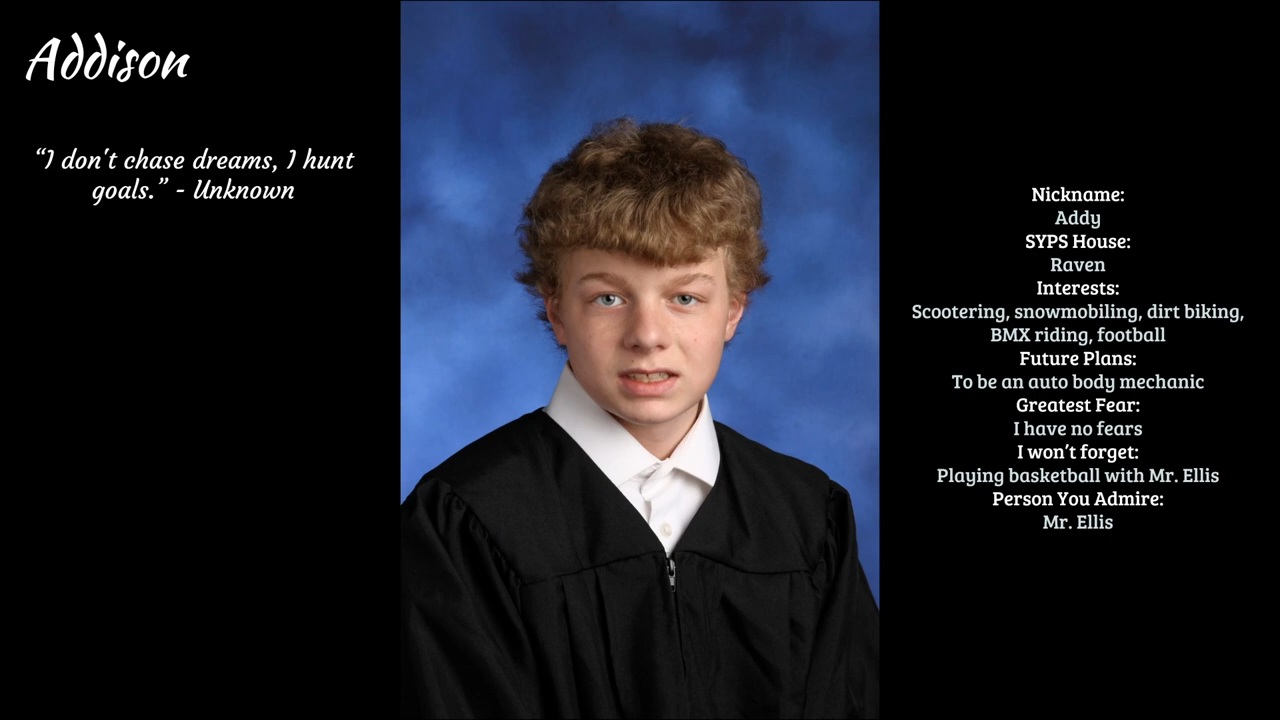 Addison
“I don't chase dreams, I hunt
goals.” - Unknown
Nickname:
Addy
SYPS House:
Raven
Interests:
Scootering, snowmobiling, dirt biking,
BMX riding, football
Future Plans:
To be an auto body mechanic
Greatest Fear:
I have no fears
I won’t forget:
Playing basketball with Mr. Ellis
Person You Admire:
Mr. Ellis